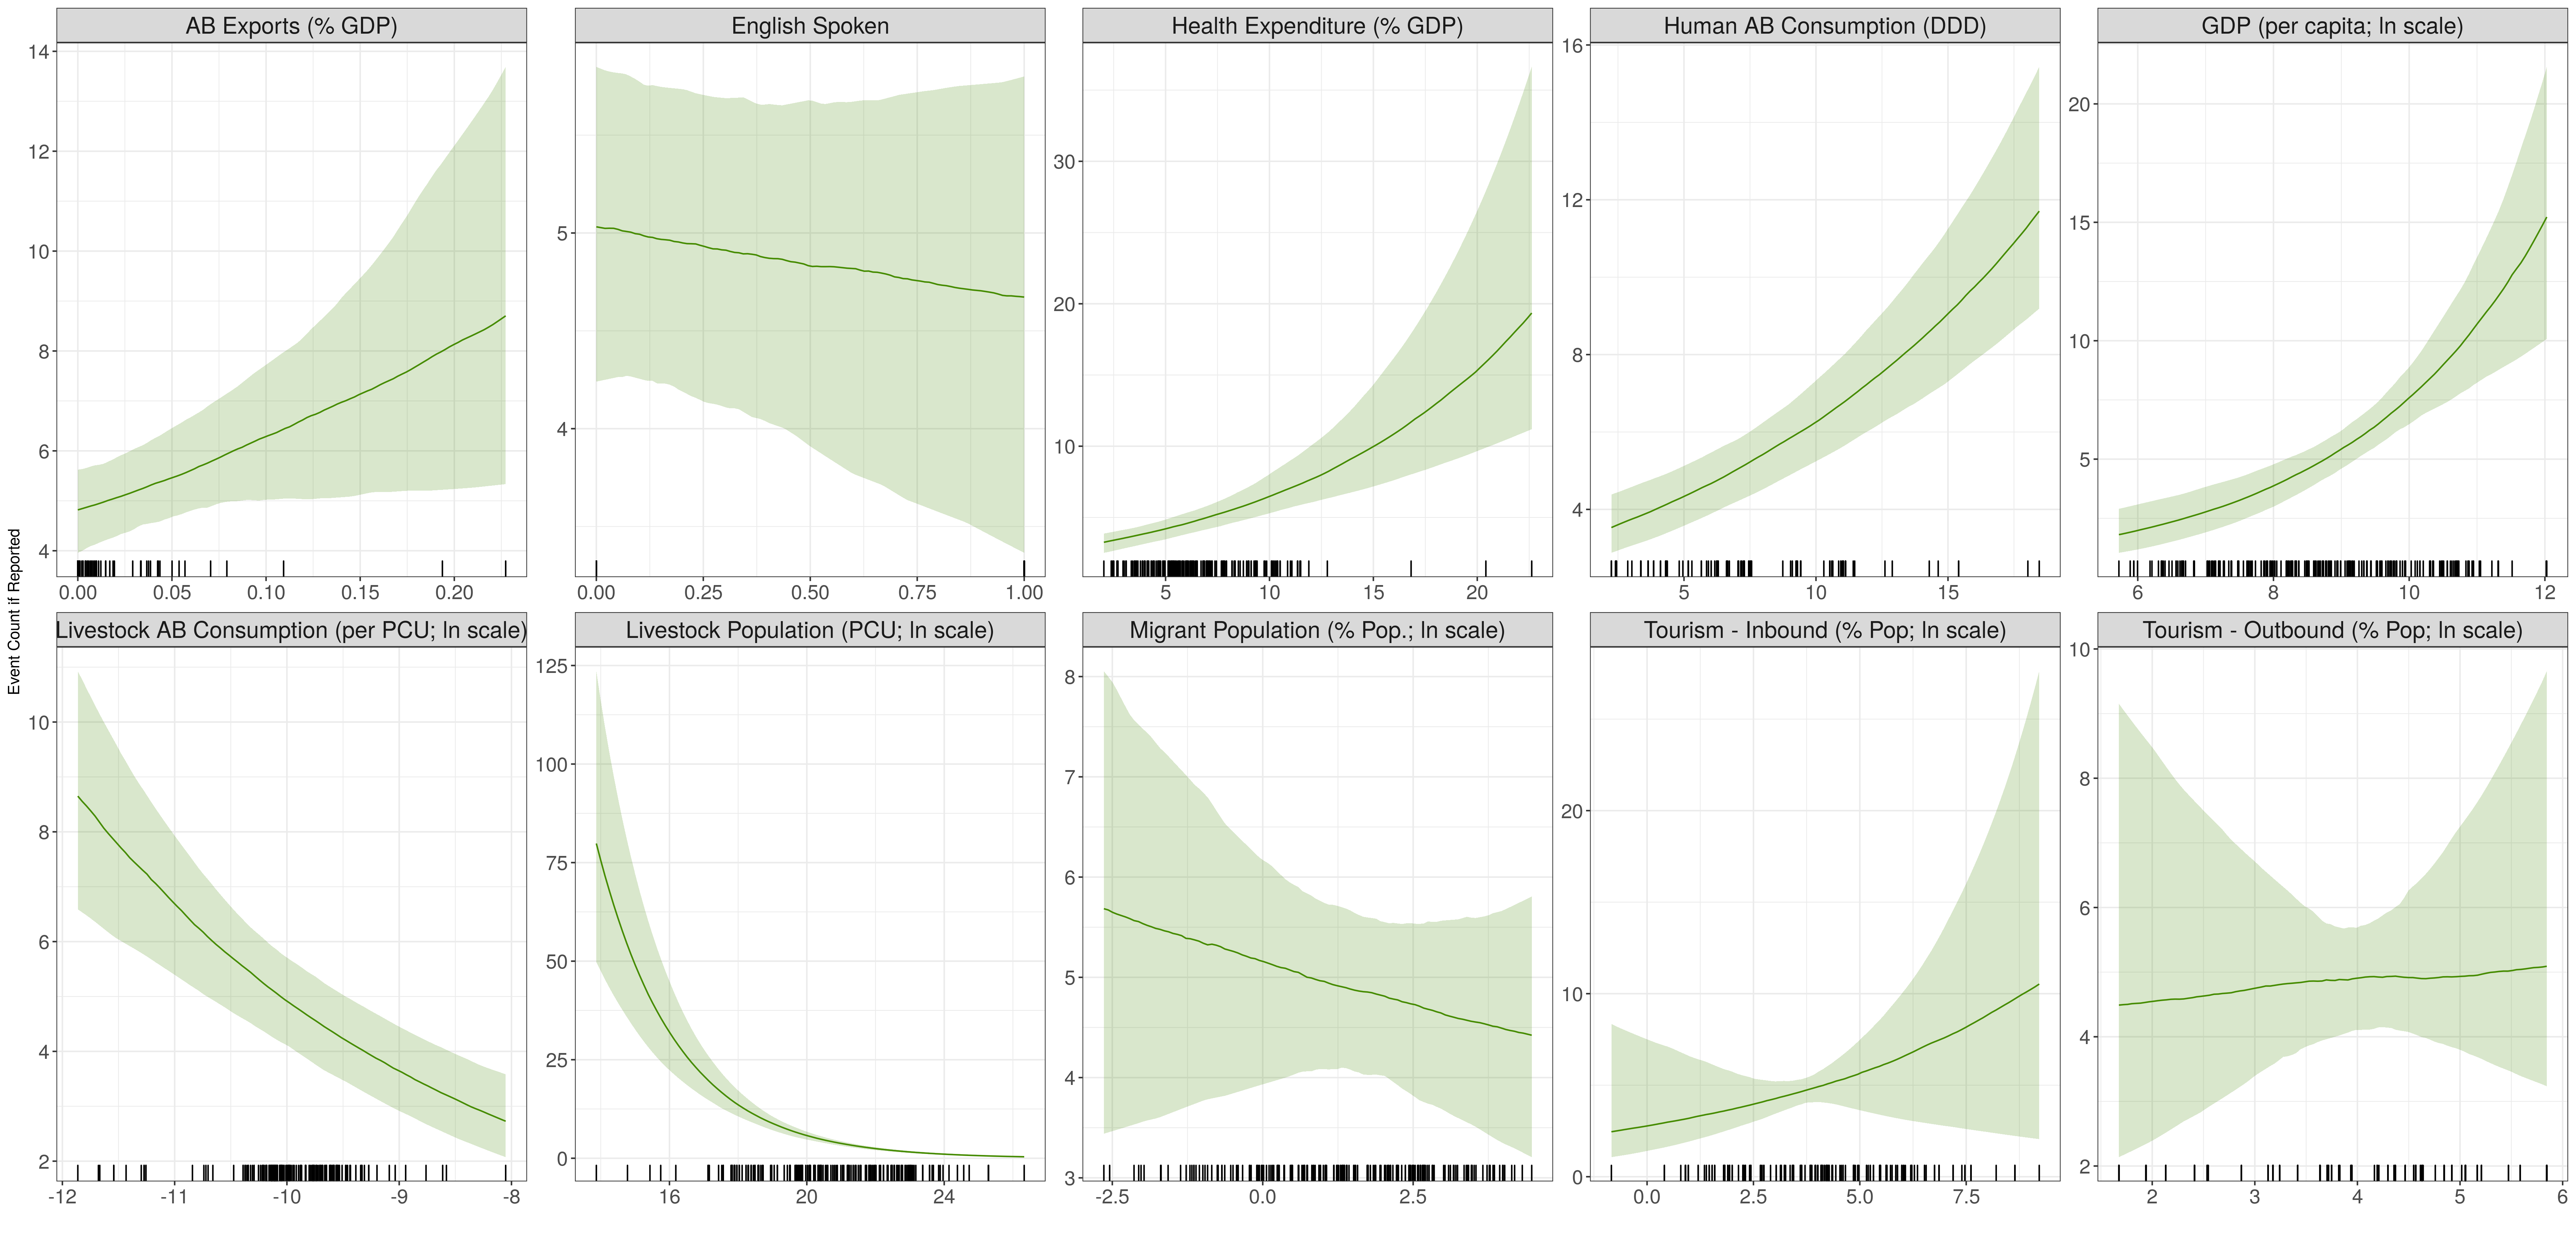 AB Exports (% GDP)
English Spoken
Health Expenditure (% GDP)
Human AB Consumption (DDD)
GDP (per capita; ln scale)
14
12
10
8
6
4
0.00 0.05 0.10 0.15 0.20
5
4
0.00 0.25 0.50 0.75 1.00
30
20
10
5 10 15 20
16
12
8
4
5 10 15
20
15
10
5
6 8 10 12
Event Count if Reported
Livestock AB Consumption (per PCU; ln scale)
Livestock Population (PCU; ln scale)
Migrant Population (% Pop.; ln scale)
Tourism - Inbound (% Pop; ln scale)
Tourism - Outbound (% Pop; ln scale)
10
8
6
4
2
-12 -11 -10 -9 -8
125
100
75
50
25
0
16 20 24
8
7
6
5
4
3
-2.5 0.0 2.5
20
10
0
0.0 2.5 5.0 7.5
10
8
6
4
2
2 3 4 5 6